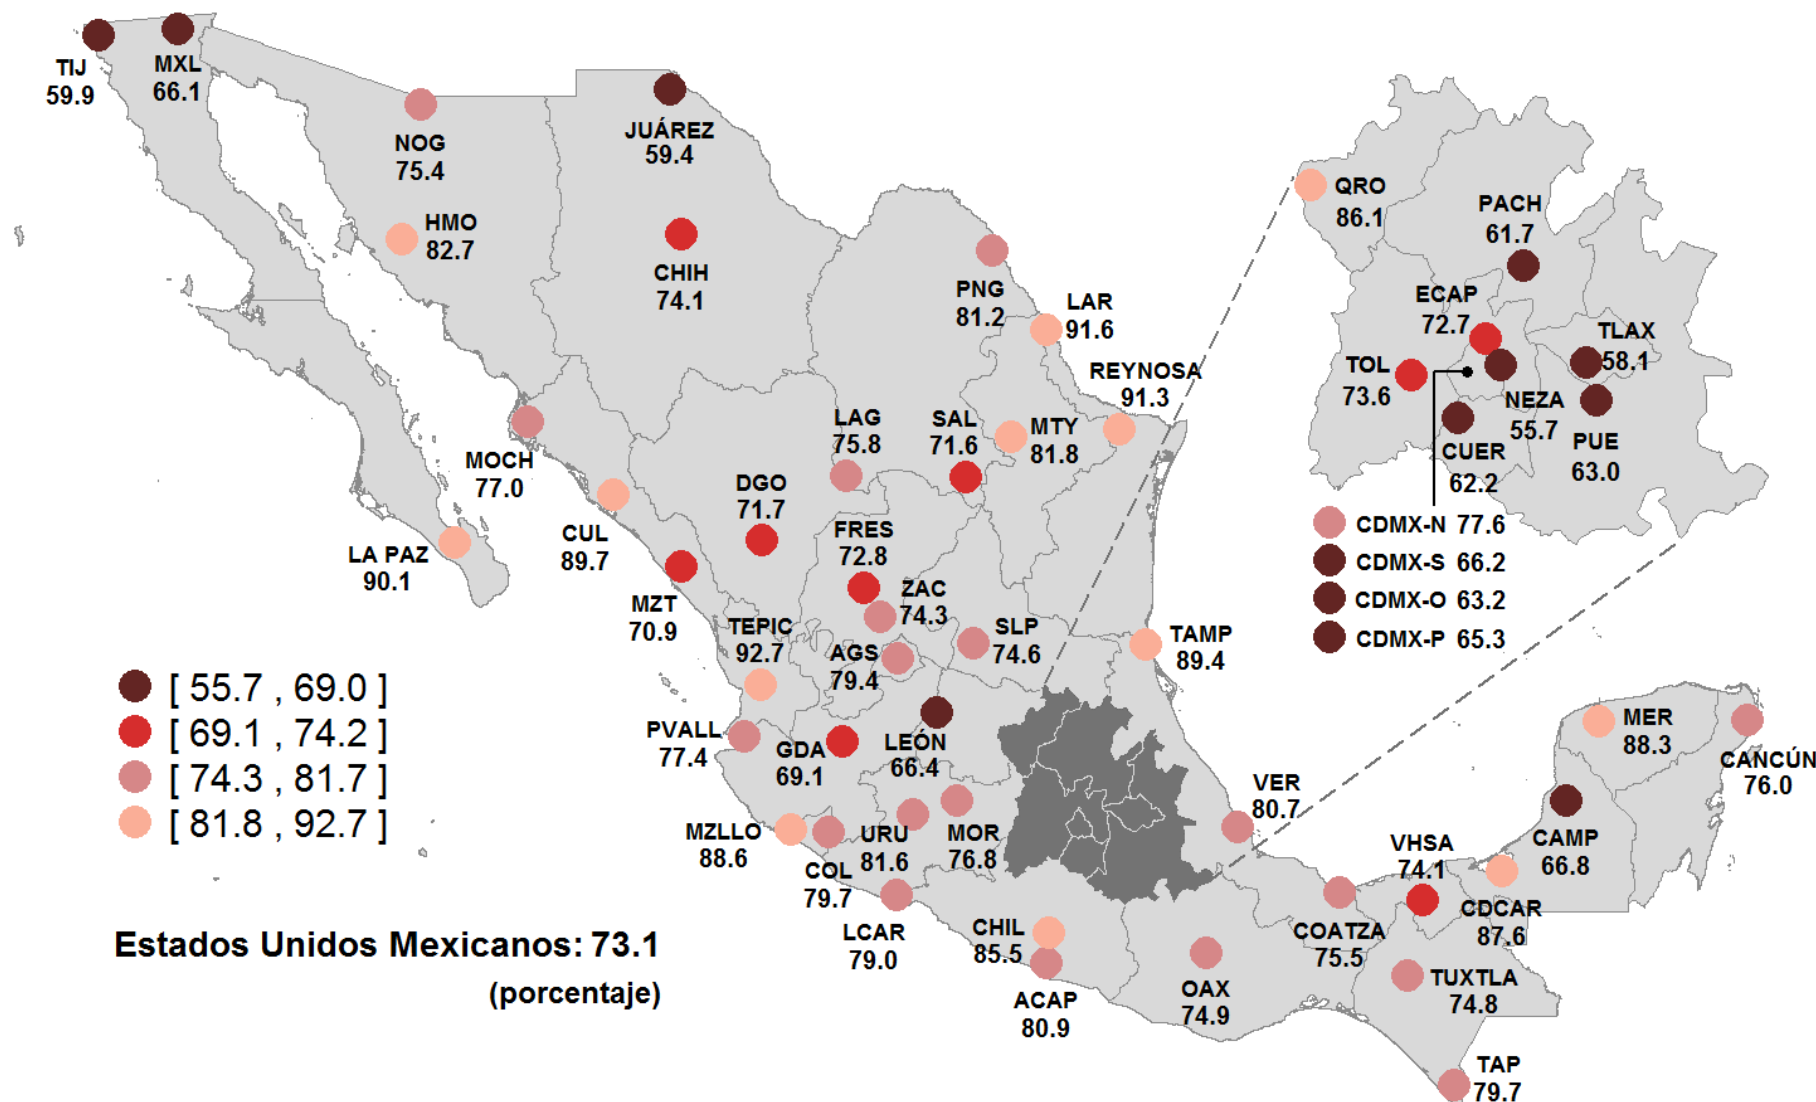 TIJ
59.9
MXL
66.1
NOG
75.4
HMO
82.7
JUÁREZ
59.4
CHIH
74.1
PNG
81.2
LAR
91.6
REYNOSA
91.3
MOCH
77.0
LAG
75.8
SAL
71.6
MTY
81.8
DGO
71.7
CUL
89.7
LA PAZ
90.1
FRES
72.8
MZT
70.9
ZAC
74.3
TEPIC
92.7
AGS
79.4
SLP
74.6
TAMP
89.4
PVALL
77.4
GDA
69.1
LEÓN
66.4
MZLLO
88.6
COL
79.7
URU
81.6
MOR
76.8
LCAR
79.0
CHIL
85.5
ACAP
80.9
OAX
74.9
VER
80.7
COATZA
75.5
VHSA
74.1
CDCAR
87.6
TUXTLA
74.8
TAP
79.7
CAMP
66.8
MER
88.3
CANCÚN
76.0
QRO
86.1
PACH
61.7
ECAP
72.7
TOL
73.6
TLAX
58.1
NEZA
55.7
CUER
62.2
PUE
63.0
CDMX-N 77.6
CDMX-S 66.2
CDMX-O 63.2
CDMX-P 65.3
[ 55.7 , 69.0 ]
[ 69.1 , 74.2 ]
[ 74.3 , 81.7 ]
[ 81.8 , 92.7 ]
Estados Unidos Mexicanos: 73.1
(porcentaje)